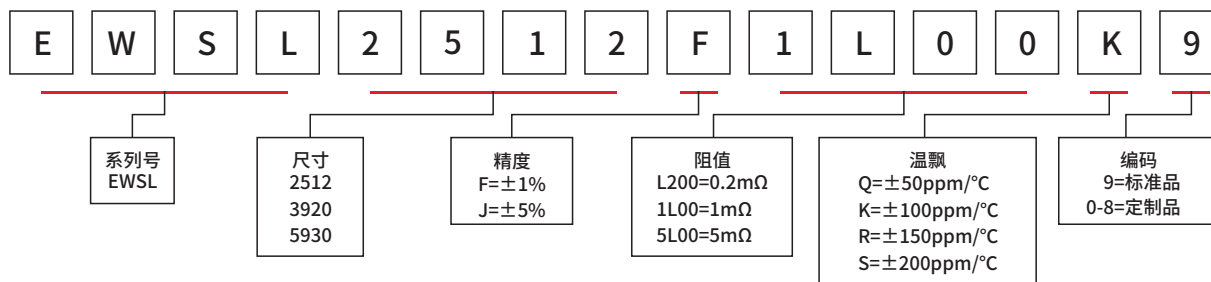 E W S L 2 5 1 2 F 1 L 0 0 K 9
系列号
EWSL
尺寸
2512
3920
5930
精度
F=±1%
J=±5%
阻值
L200=0.2mΩ
1L00=1mΩ
5L00=5mΩ
温飘
Q=±50ppm/°C
K=±100ppm/°C
R=±150ppm/°C
S=±200ppm/°C
编码
9=标准品
0-8=定制品